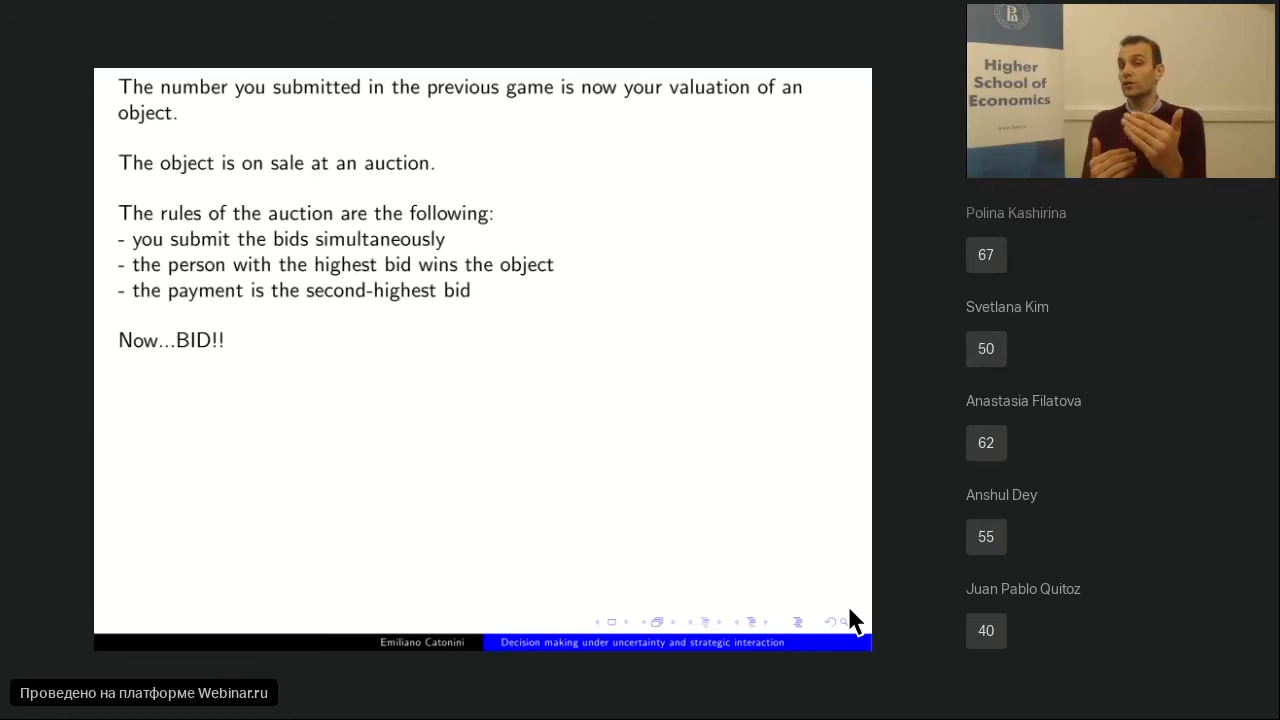 The number you submitted in the previous game is now your valuation of an
object.
The object is on sale at an auction.
The rules of the auction are the following:
- you submit the bids simultaneously
- the person with the highest bid wins the object
- the payment is the second-highest bid
Now...BID!!
Emiliano Catonini
Decision making under uncertainty and strategic interaction
Higher
School of
Economics
Polina Kashirina
67
Svetlana Kim
50
Anastasia Filatova
62
Anshul Dey
55
Juan Pablo Quitoz
40
Проведено на платформе Webinar.ru